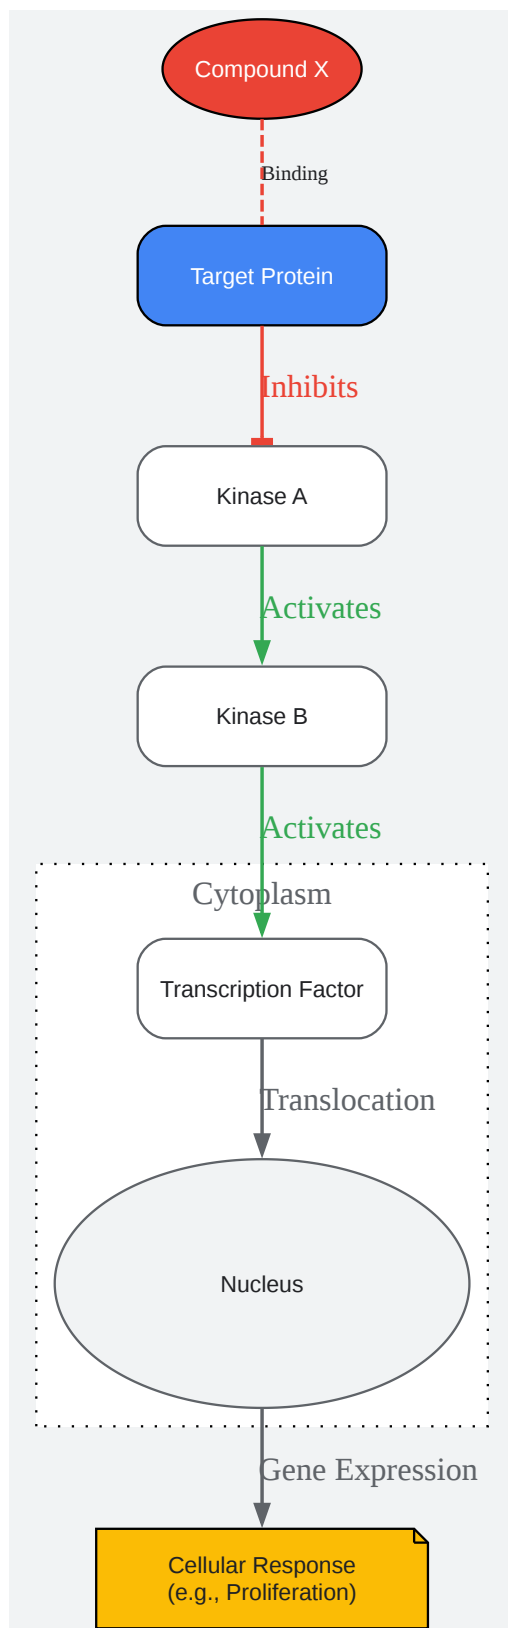 Compound X
Binding
Target Protein
Inhibits
Kinase A
Activates
Kinase B
Activates
Cytoplasm
Transcription Factor
Translocation
Nucleus
Gene Expression
Cellular Response
(e.g., Proliferation)